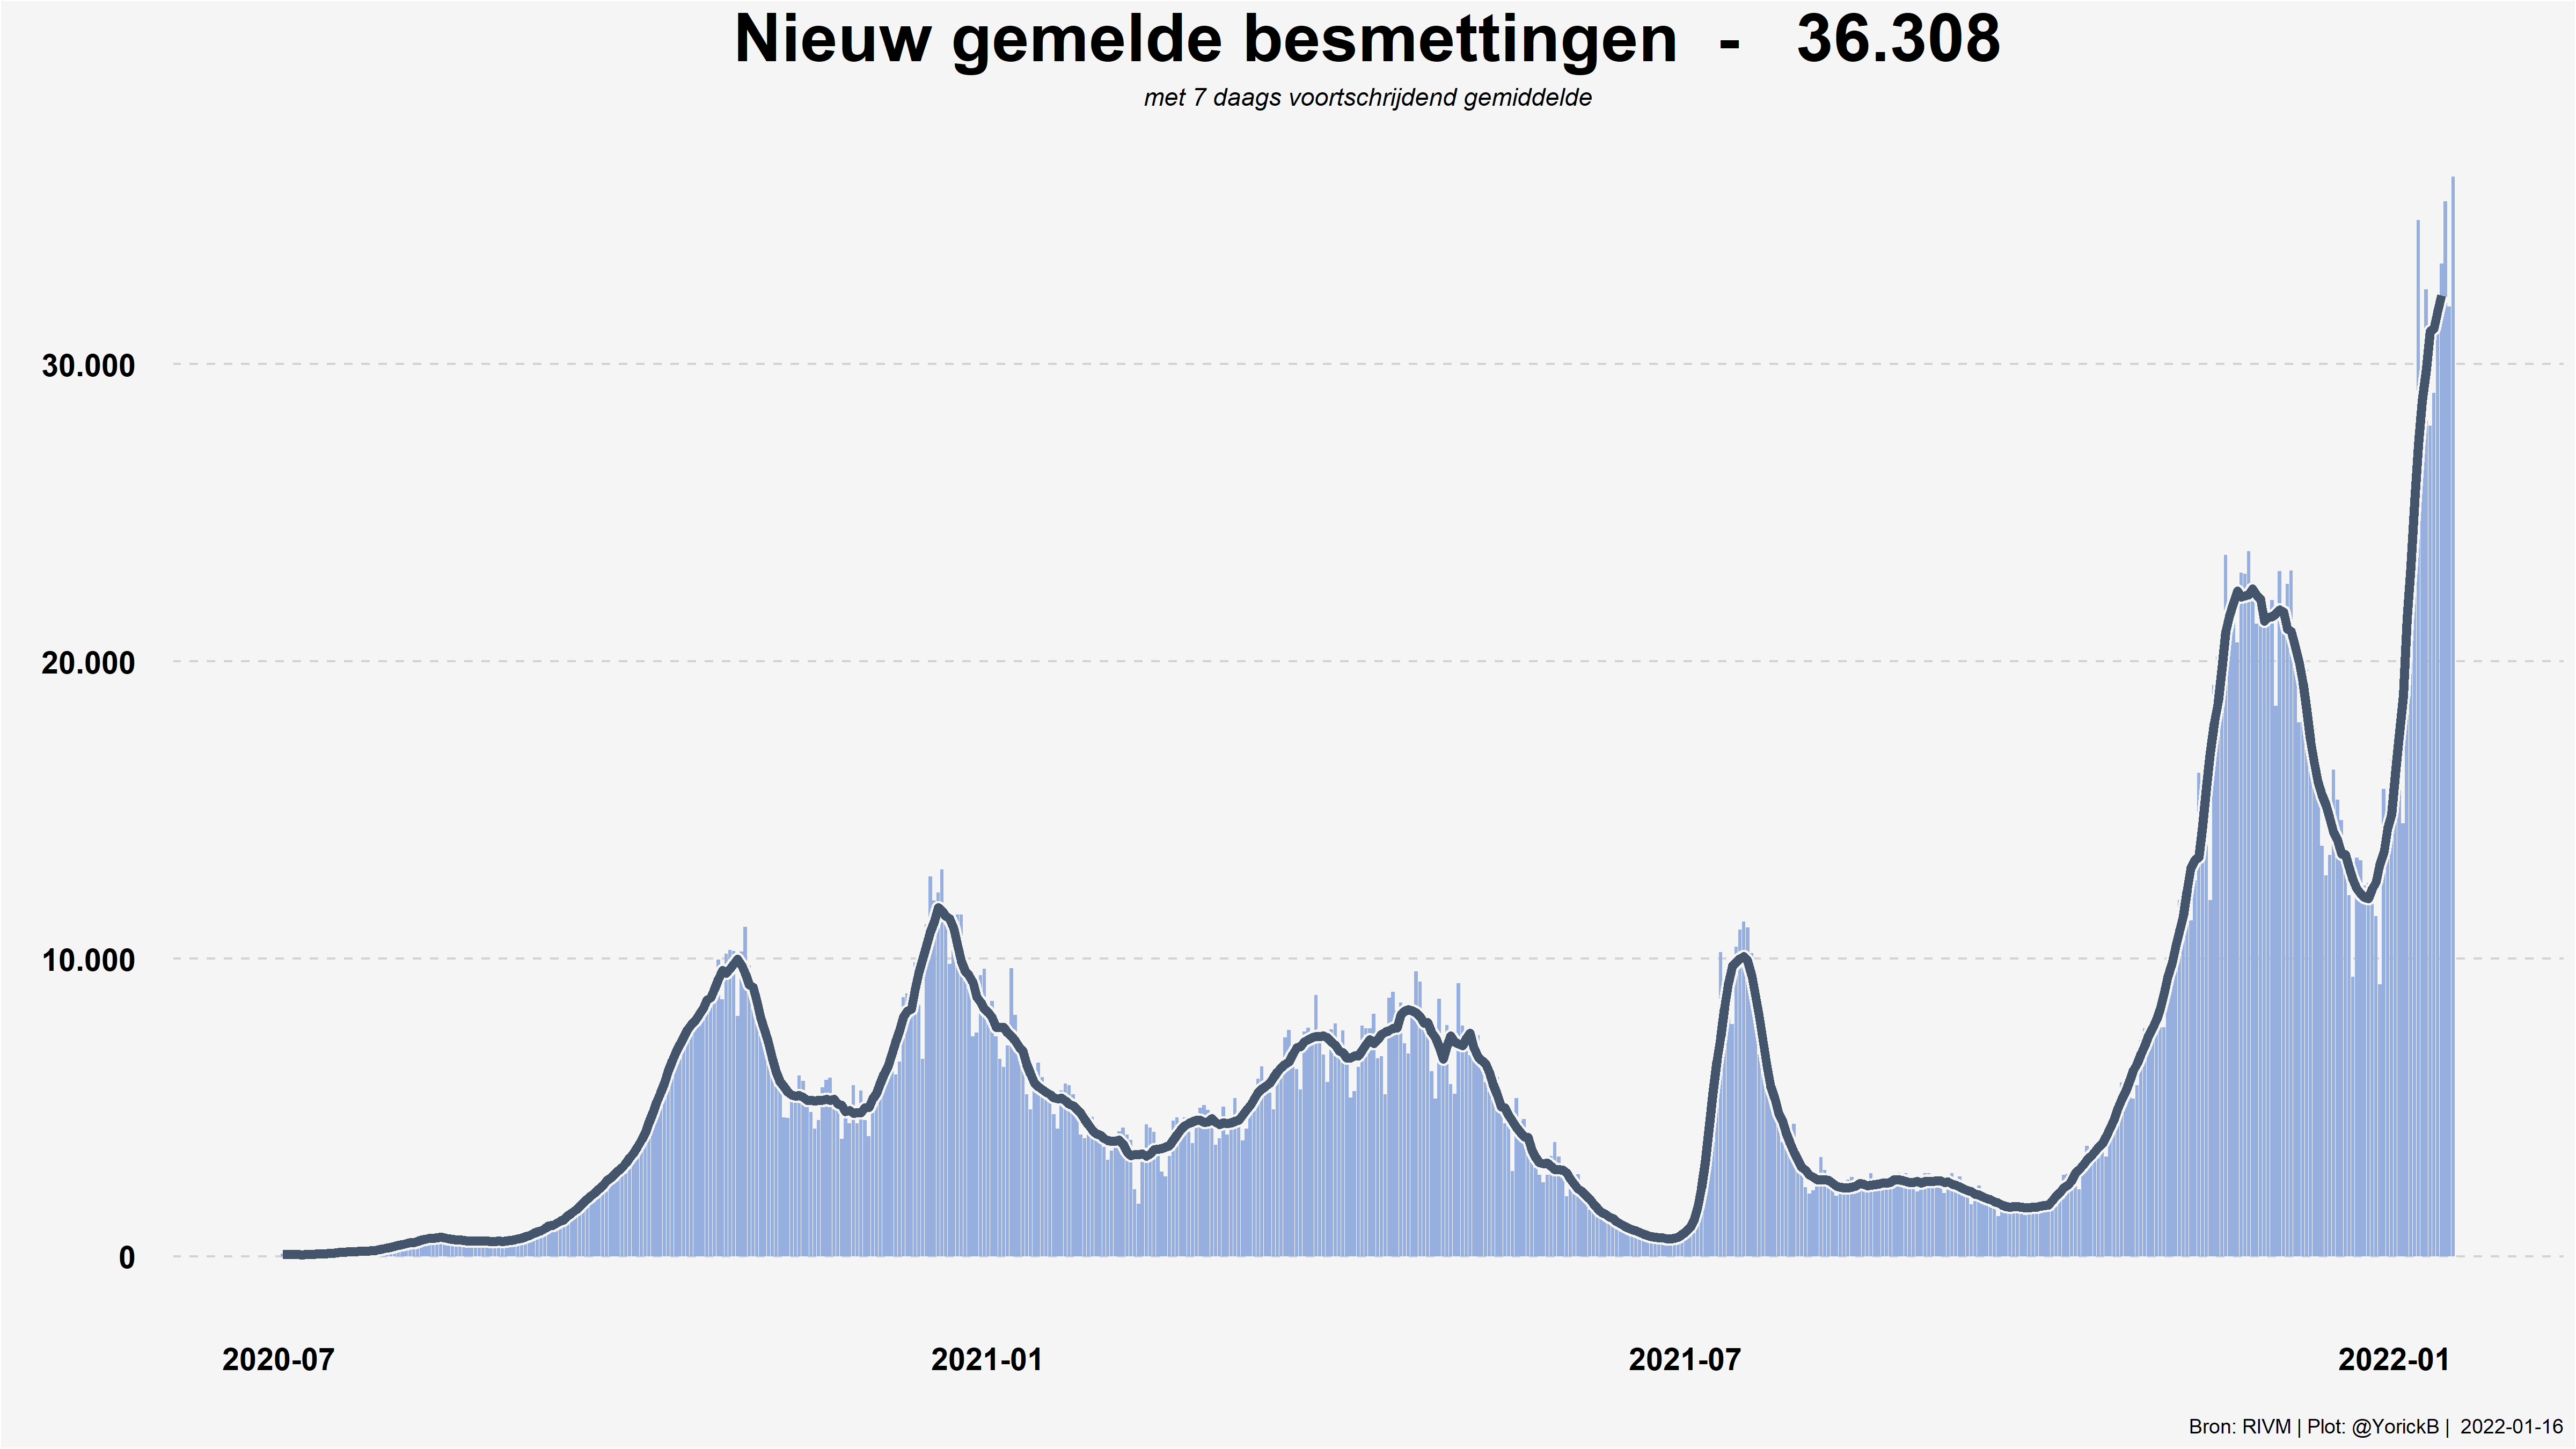 Nieuw gemelde besmettingen - 36.308
met 7 daags voortschrijdend gemiddelde
30.000
20.000
10.000
0
2020-07 2021-01 2021-07 2022-01
Bron: RIVM | Plot: @YorickB | 2022-01-16